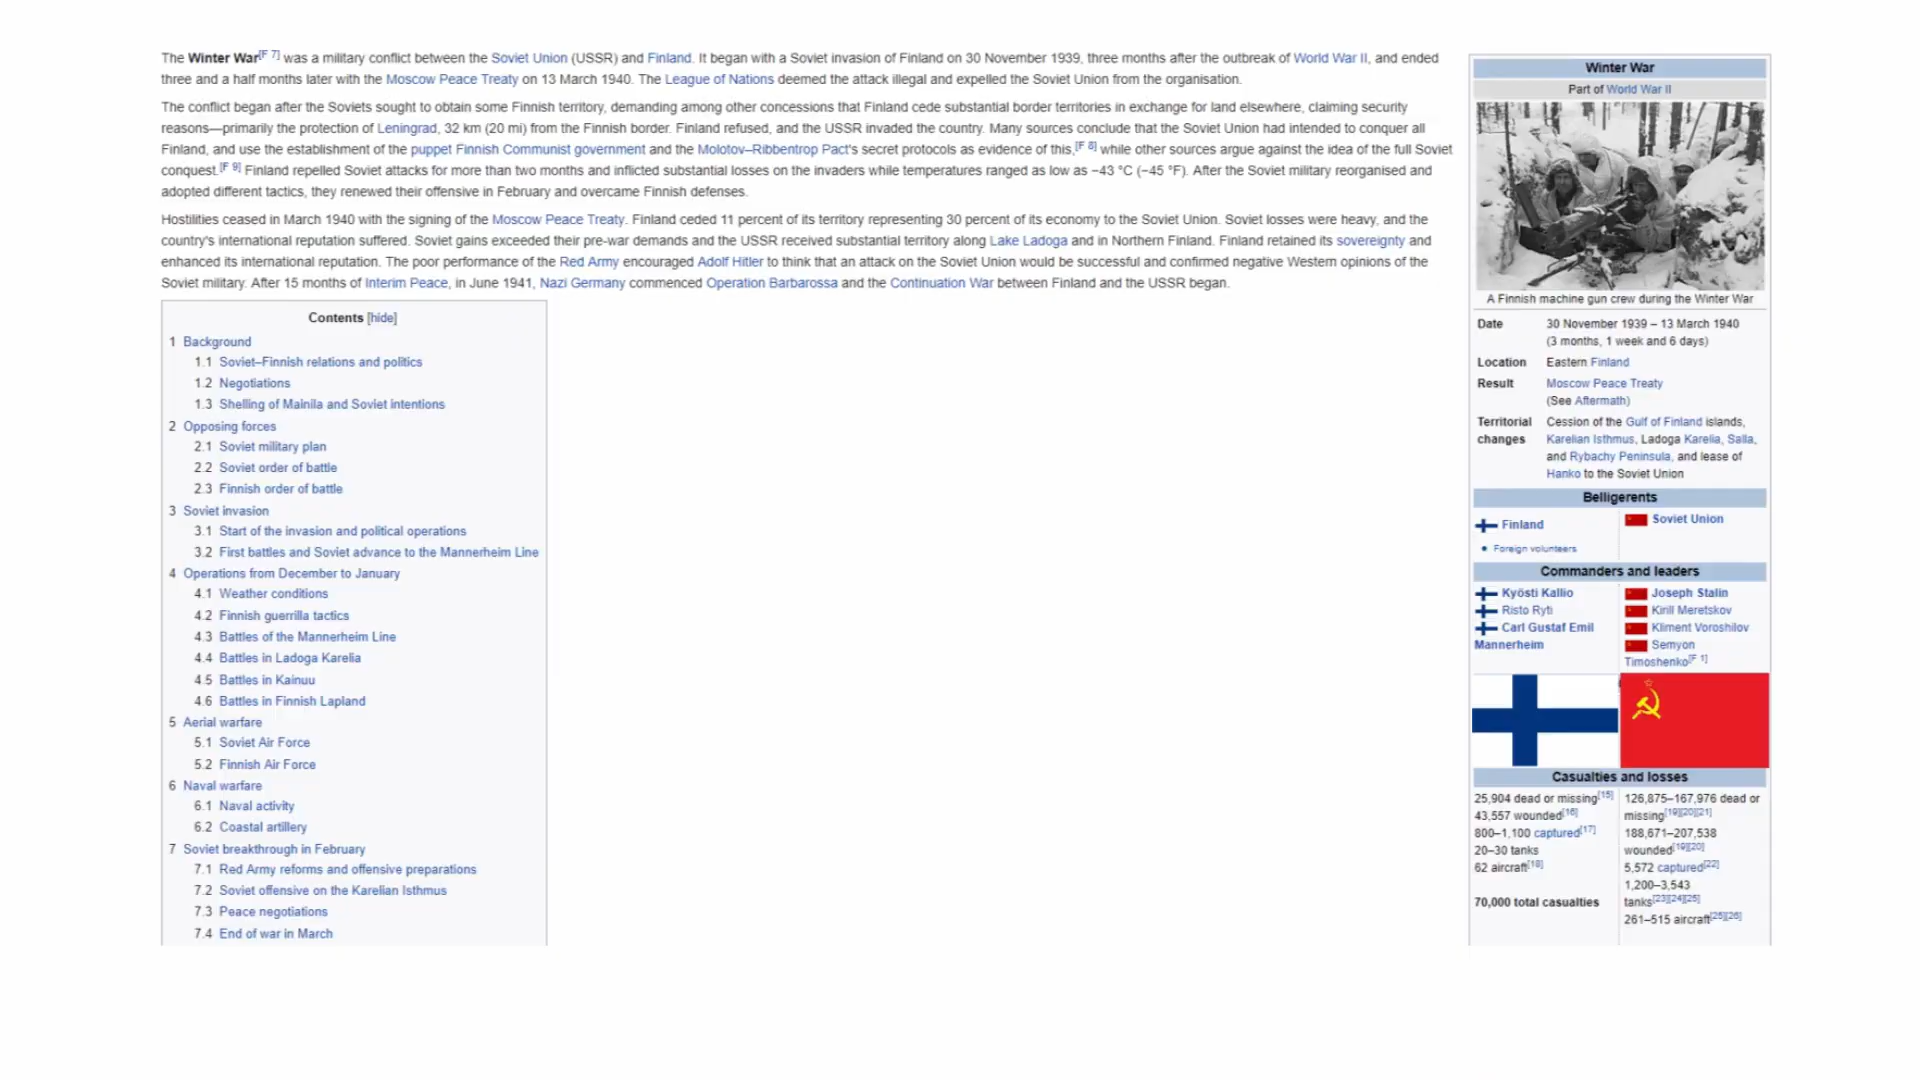 The Winter War[F 7] was a military conflict between the Soviet Union (USSR) and Finland. It began with a Soviet invasion of Finland on 30 November 1939, three months after the outbreak of World War II, and ended
three and a half months later with the Moscow Peace Treaty on 13 March 1940. The League of Nations deemed the attack illegal and expelled the Soviet Union from the organisation.
The conflict began after the Soviets sought to obtain some Finnish territory, demanding among other concessions that Finland cede substantial border territories in exchange for land elsewhere, claiming security
reasons—primarily the protection of Leningrad, 32 km (20 mi) from the Finnish border. Finland refused, and the USSR invaded the country. Many sources conclude that the Soviet Union had intended to conquer all
Finland, and use the establishment of the puppet Finnish Communist government and the Molotov–Ribbentrop Pact's secret protocols as evidence of this,[F 8] while other sources argue against the idea of the full Soviet
conquest.[F 9] Finland repelled Soviet attacks for more than two months and inflicted substantial losses on the invaders while temperatures ranged as low as −43 °C (−45 °F). After the Soviet military reorganised and
adopted different tactics, they renewed their offensive in February and overcame Finnish defenses.
Hostilities ceased in March 1940 with the signing of the Moscow Peace Treaty. Finland ceded 11 percent of its territory representing 30 percent of its economy to the Soviet Union. Soviet losses were heavy, and the
country's international reputation suffered. Soviet gains exceeded their pre-war demands and the USSR received substantial territory along Lake Ladoga and in Northern Finland. Finland retained its sovereignty and
enhanced its international reputation. The poor performance of the Red Army encouraged Adolf Hitler to think that an attack on the Soviet Union would be successful and confirmed negative Western opinions of the
Soviet military. After 15 months of Interim Peace, in June 1941, Nazi Germany commenced Operation Barbarossa and the Continuation War between Finland and the USSR began.
Contents [hide]
1 Background
1.1 Soviet–Finnish relations and politics
1.2 Negotiations
1.3 Shelling of Mainila and Soviet intentions
2 Opposing forces
2.1 Soviet military plan
2.2 Soviet order of battle
2.3 Finnish order of battle
3 Soviet invasion
3.1 Start of the invasion and political operations
3.2 First battles and Soviet advance to the Mannerheim Line
4 Operations from December to January
4.1 Weather conditions
4.2 Finnish guerrilla tactics
4.3 Battles of the Mannerheim Line
4.4 Battles in Ladoga Karelia
4.5 Battles in Kainuu
4.6 Battles in Finnish Lapland
5 Aerial warfare
5.1 Soviet Air Force
5.2 Finnish Air Force
6 Naval warfare
6.1 Naval activity
6.2 Coastal artillery
7 Soviet breakthrough in February
7.1 Red Army reforms and offensive preparations
7.2 Soviet offensive on the Karelian Isthmus
7.3 Peace negotiations
7.4 End of war in March
Winter War
Part of World War II
A Finnish machine gun crew during the Winter War
Date 30 November 1939 – 13 March 1940
(3 months, 1 week and 6 days)
Location Eastern Finland
Result Moscow Peace Treaty
(See Aftermath)
Territorial changes Cession of the Gulf of Finland islands,
Karelian Isthmus, Ladoga Karelia, Salla,
and Rybachy Peninsula, and lease of
Hanko to the Soviet Union
Belligerents
Finland
• Foreign volunteers
Soviet Union
Commanders and leaders
Kyösti Kallio
Risto Ryti
Carl Gustaf Emil
Mannerheim
Joseph Stalin
Kirill Meretskov
Kliment Voroshilov
Semyon
Timoshenko[F 1]
Casualties and losses
25,904 dead or missing[15]
43,557 wounded[16]
800–1,100 captured[17]
20–30 tanks
62 aircraft[18]
70,000 total casualties
126,875–167,976 dead or
missing[19][20][21]
188,671–207,538
wounded[19][20]
5,572 captured[22]
1,200–3,543
tanks[23][24][25]
261–515 aircraft[25][26]